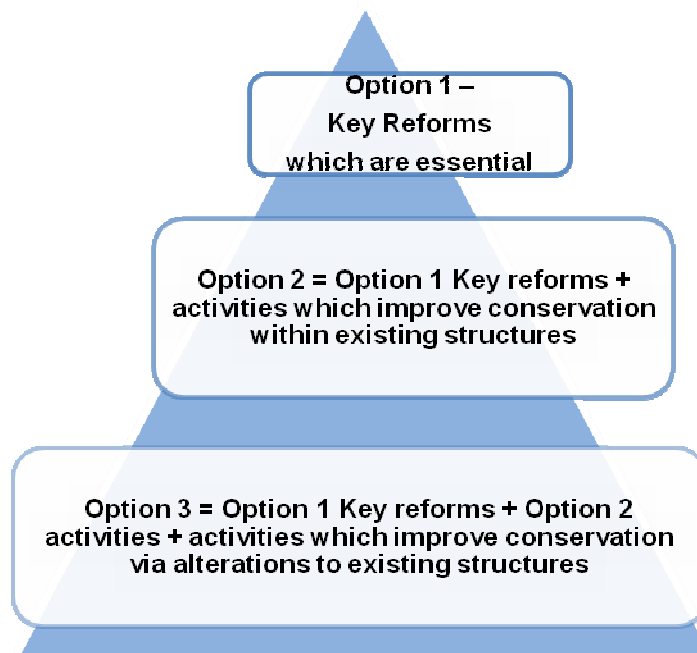 Option 1 –
Key Reforms
which are essential
Option 2 = Option 1 Key reforms +
activities which improve conservation
within existing structures
Option 3 = Option 1 Key reforms + Option 2
activities + activities which improve conservation
via alterations to existing structures